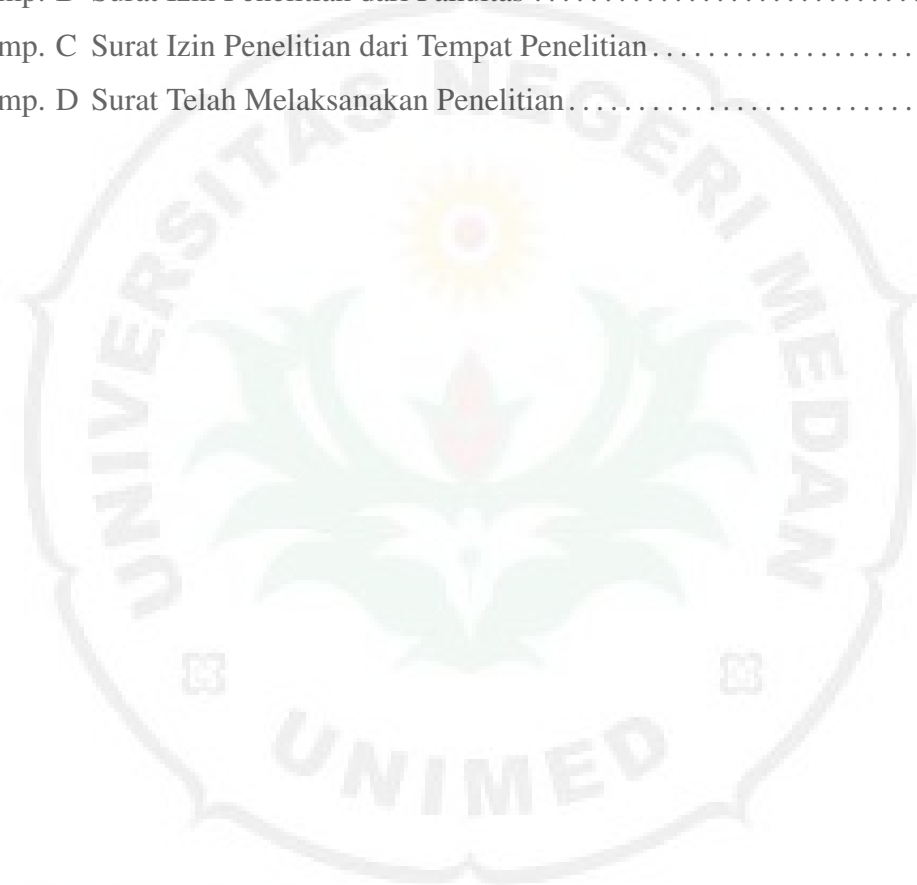 mp. B Surat Izin Penelitian dari Fakultas ........................................
mp. C Surat Izin Penelitian dari Tempat Penelitian ....................
mp. D Surat Telah Melaksanakan Penelitian ..........................
UNIVERSITAS NEGERI MEDAN
UNIMED